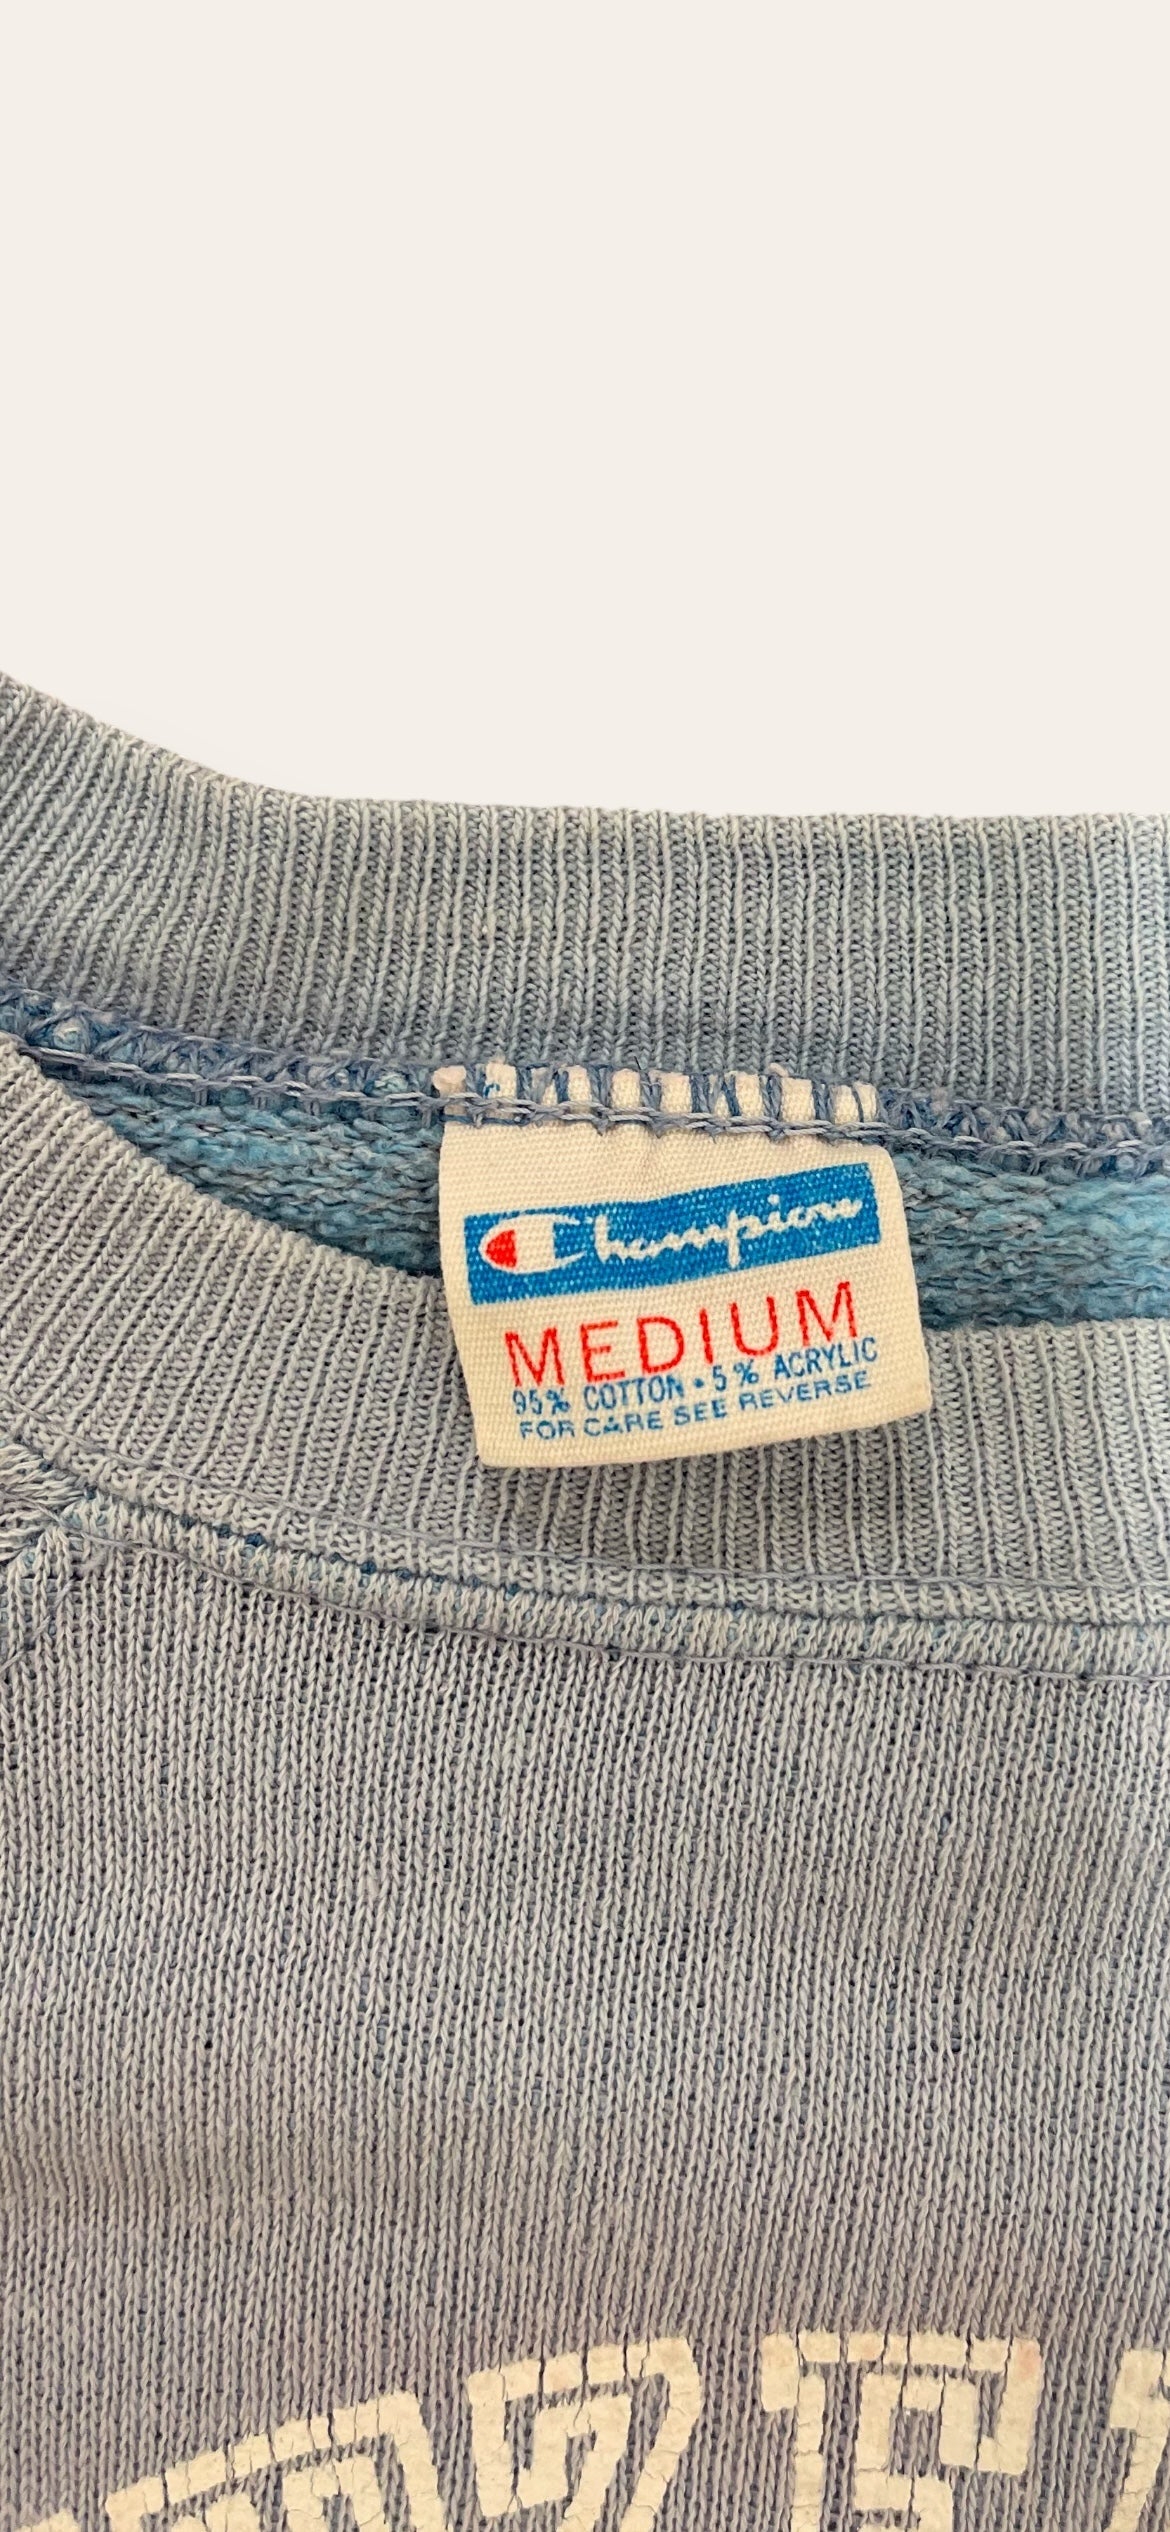 Champion
MEDIUM
95% COTTON • 5% ACRYLIC
FOR CARE SEE REVERSE